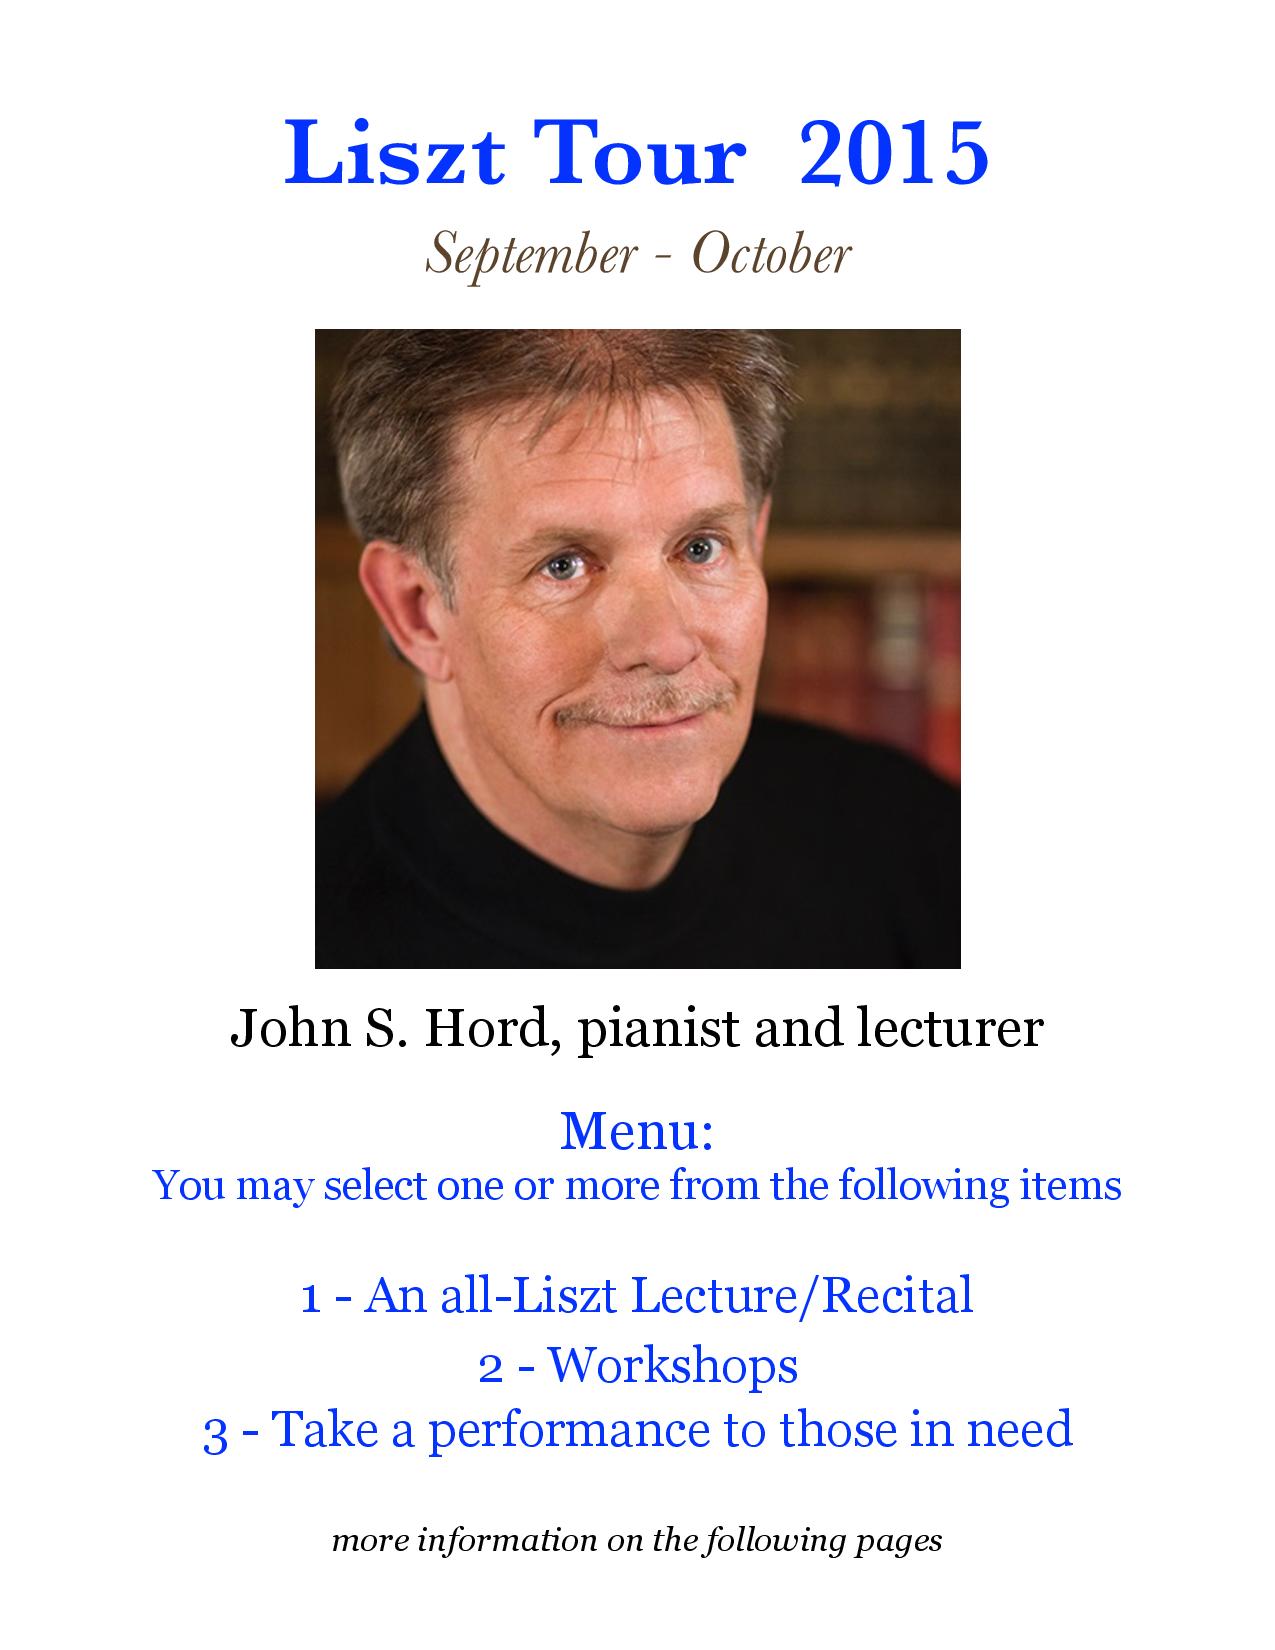 Liszt Tour 2015
September - October
John S. Hord, pianist and lecturer
Menu:
You may select one or more from the following items
1 - An all-Liszt Lecture/Recital
2 - Workshops
3 - Take a performance to those in need
more information on the following pages